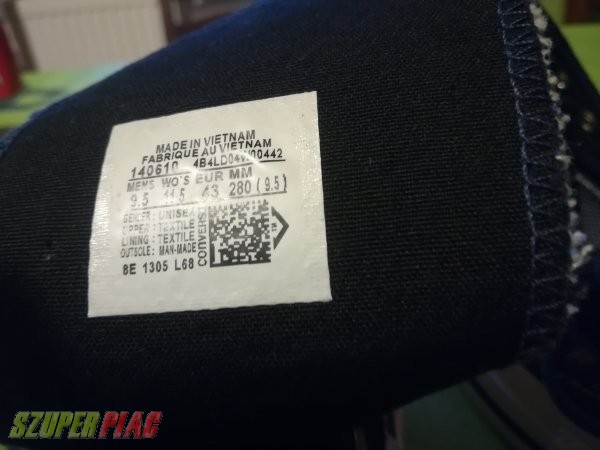 MADE IN VIETNAM
FABRIQUE AU VIETNAM
140610 4B4LD04W00442
MENS WO'S EUR MM
9.5 11.5 43 280 (9.5)
GENDER: UNISEX
UPPER: TEXTILE
LINING: TEXTILE
OUTSOLE: MAN-MADE
CONVERSE
8E 1305 L68
SZUPER PIAC